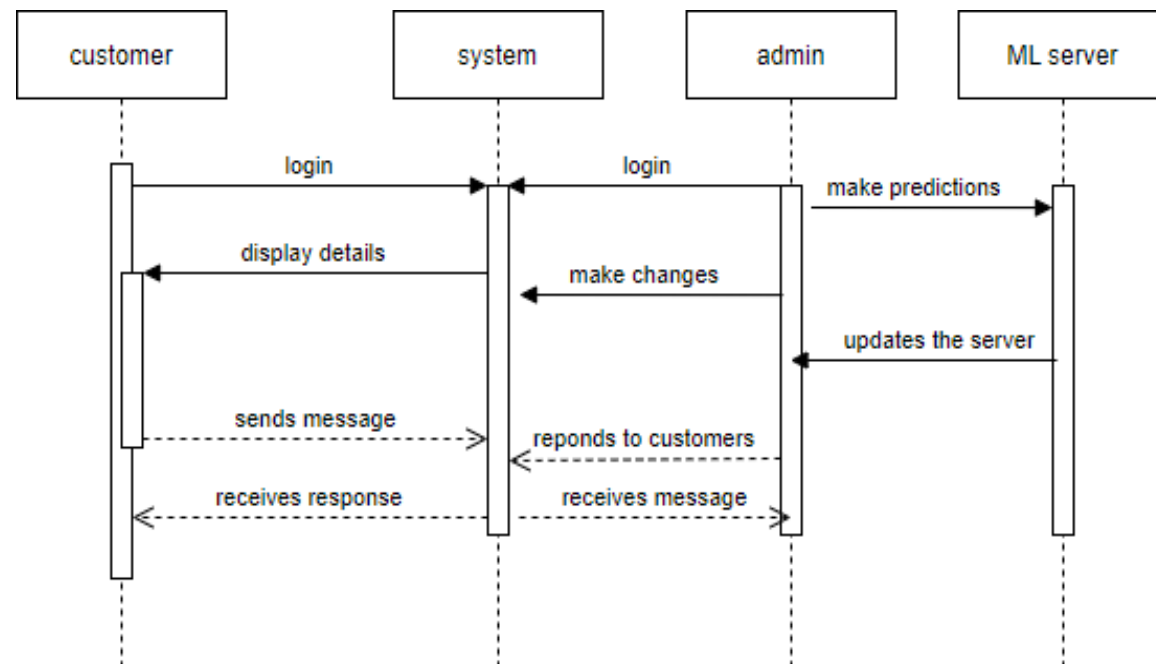 customer
system
admin
ML server
login
login
make predictions
display details
make changes
updates the server
sends message
reponds to customers
receives response
receives message